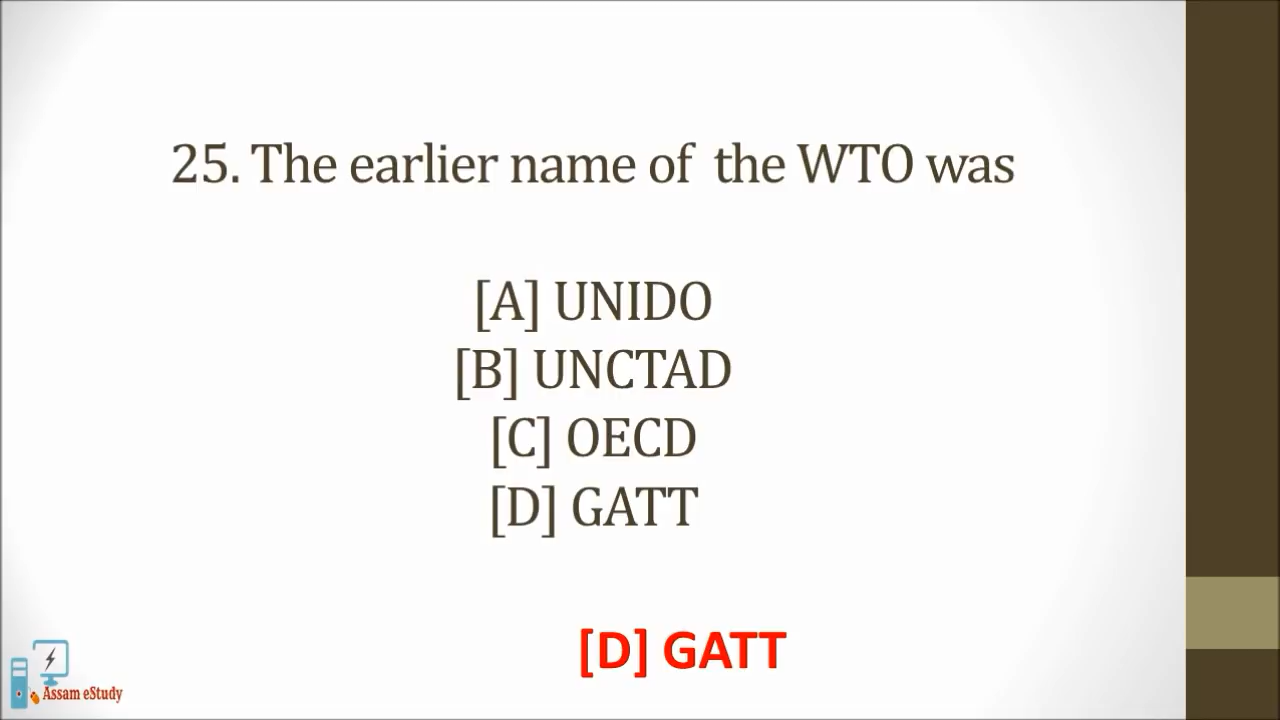 25. The earlier name of the WTO was
[A] UNIDO
[B] UNCTAD
[C] OECD
[D] GATT
[D] GATT
Assam eStudy